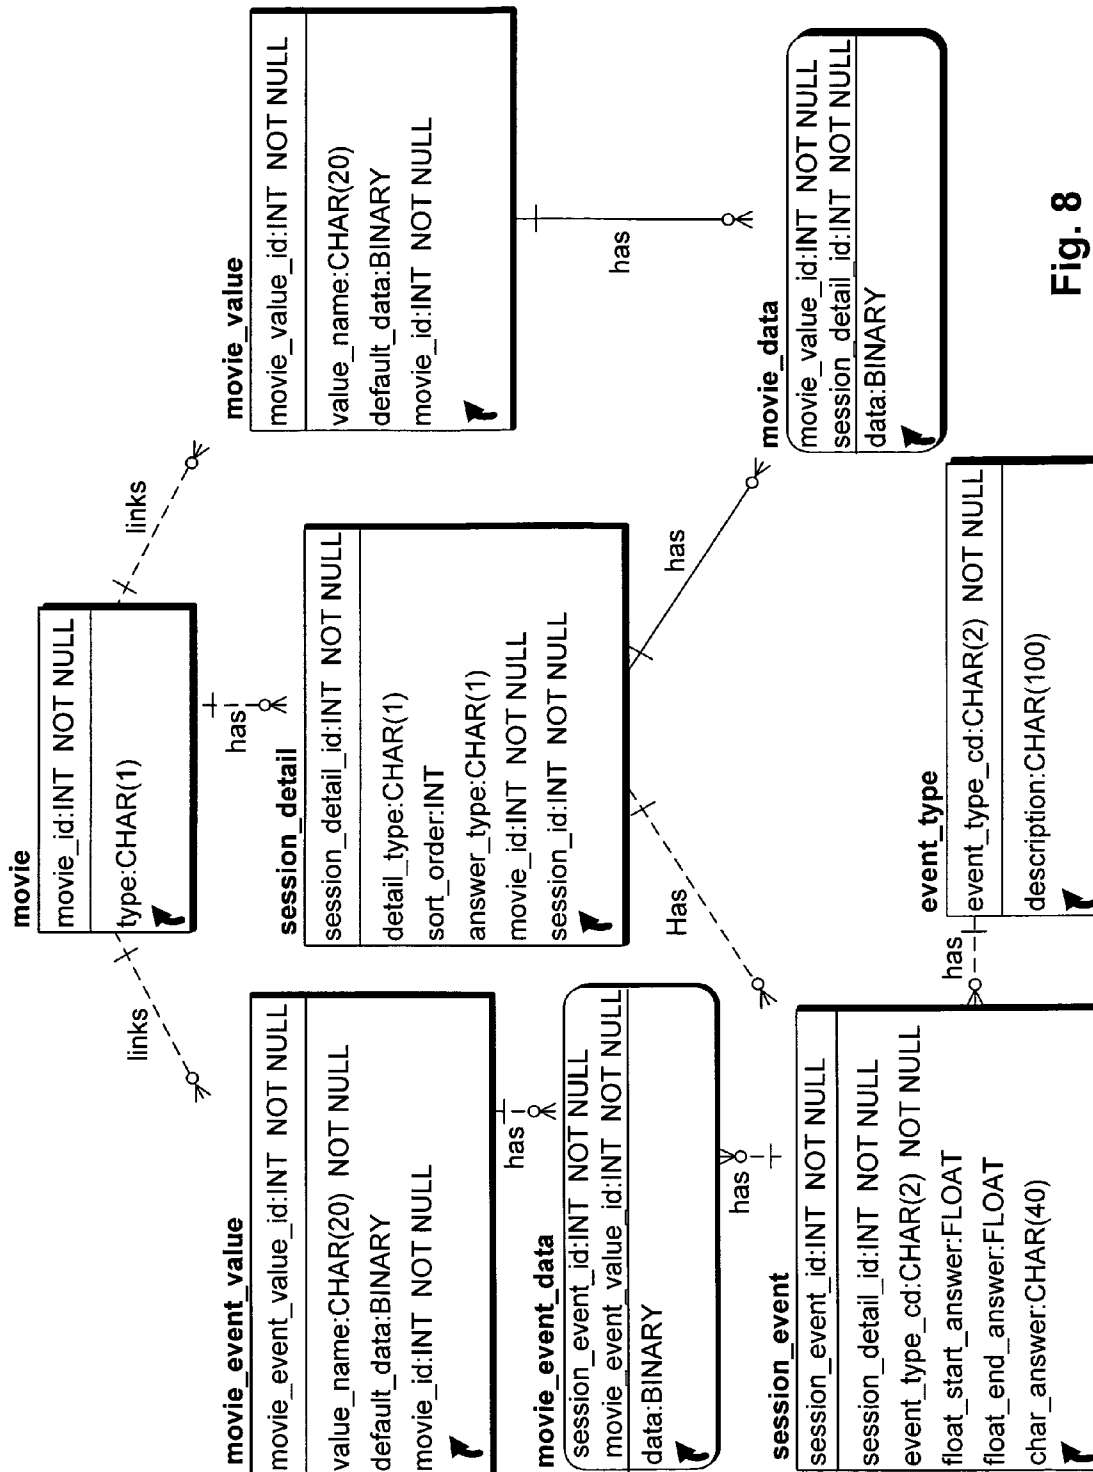 movie
movie_id:INT NOT NULL
type:CHAR(1)
links
has
links
movie_event_value
movie_event_value_id:INT NOT NULL
value_name:CHAR(20) NOT NULL
default_data:BINARY
movie_id:INT NOT NULL
session_detail
session_detail_id:INT NOT NULL
detail_type:CHAR(1)
sort_order:INT
answer_type:CHAR(1)
movie_id:INT NOT NULL
session_id:INT NOT NULL
movie_value
movie_value_id:INT NOT NULL
value_name:CHAR(20)
default_data:BINARY
movie_id:INT NOT NULL
has
Has
has
has
movie_event_data
session_event_id:INT NOT NULL
movie_event_value_id:INT NOT NULL
data:BINARY
has
movie_data
movie_value_id:INT NOT NULL
session_detail_id:INT NOT NULL
data:BINARY
session_event
session_event_id:INT NOT NULL
session_detail_id:INT NOT NULL
event_type_cd:CHAR(2) NOT NULL
float_start_answer:FLOAT
float_end_answer:FLOAT
char_answer:CHAR(40)
has
event_type
event_type_cd:CHAR(2) NOT NULL
description:CHAR(100)
Fig. 8